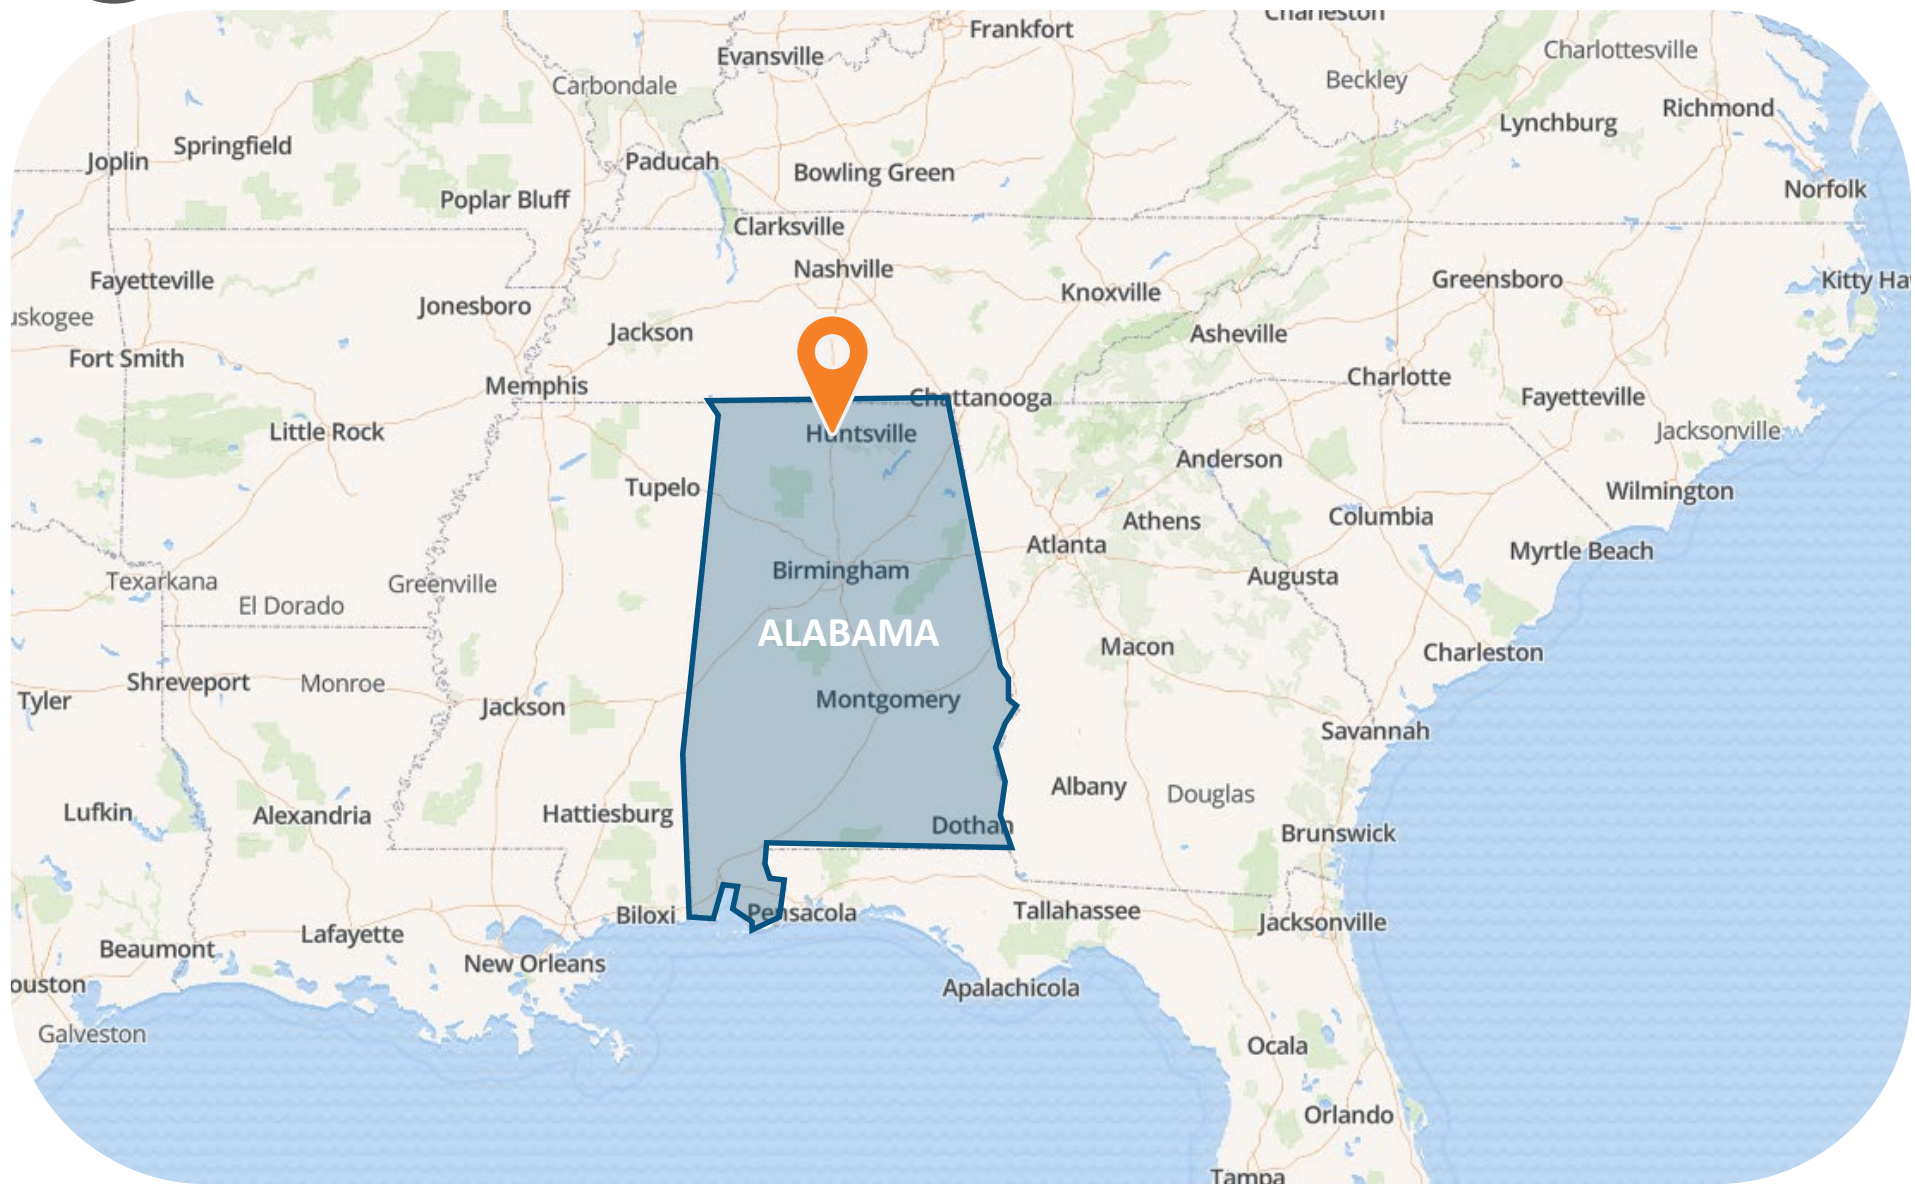 Charleston
Frankfort
Charlottesville
Evansville
Beckley
Carbondale
Richmond
Lynchburg
Springfield
Joplin
Paducah
Bowling Green
Norfolk
Poplar Bluff
Clarksville
Nashville
Fayetteville
Greensboro
Kitty Ha
Knoxville
Jonesboro
uskogee
Jackson
Asheville
Fort Smith
Charlotte
Memphis
Chattanooga
Fayetteville
Little Rock
Huntsville
Jacksonville
Anderson
Tupelo
Wilmington
Columbia
Athens
Atlanta
Myrtle Beach
Birmingham
Augusta
Texarkana
Greenville
El Dorado
ALABAMA
Macon
Charleston
Shreveport
Monroe
Tyler
Montgomery
Jackson
Savannah
Albany
Douglas
Lufkin
Alexandria
Hattiesburg
Dothan
Brunswick
Tallahassee
Pensacola
Biloxi
Jacksonville
Lafayette
Beaumont
New Orleans
ouston
Apalachicola
Galveston
Ocala
Orlando
Tampa